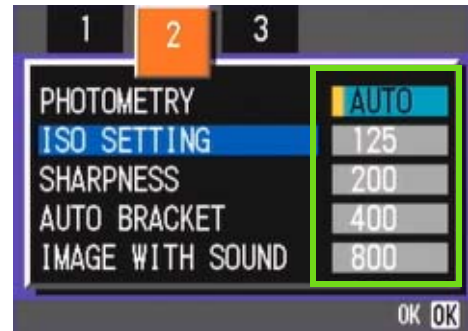 1 2 3
PHOTOMETRY AUTO
ISO SETTING 125
SHARPNESS 200
AUTO BRACKET 400
IMAGE WITH SOUND 800
OK OK